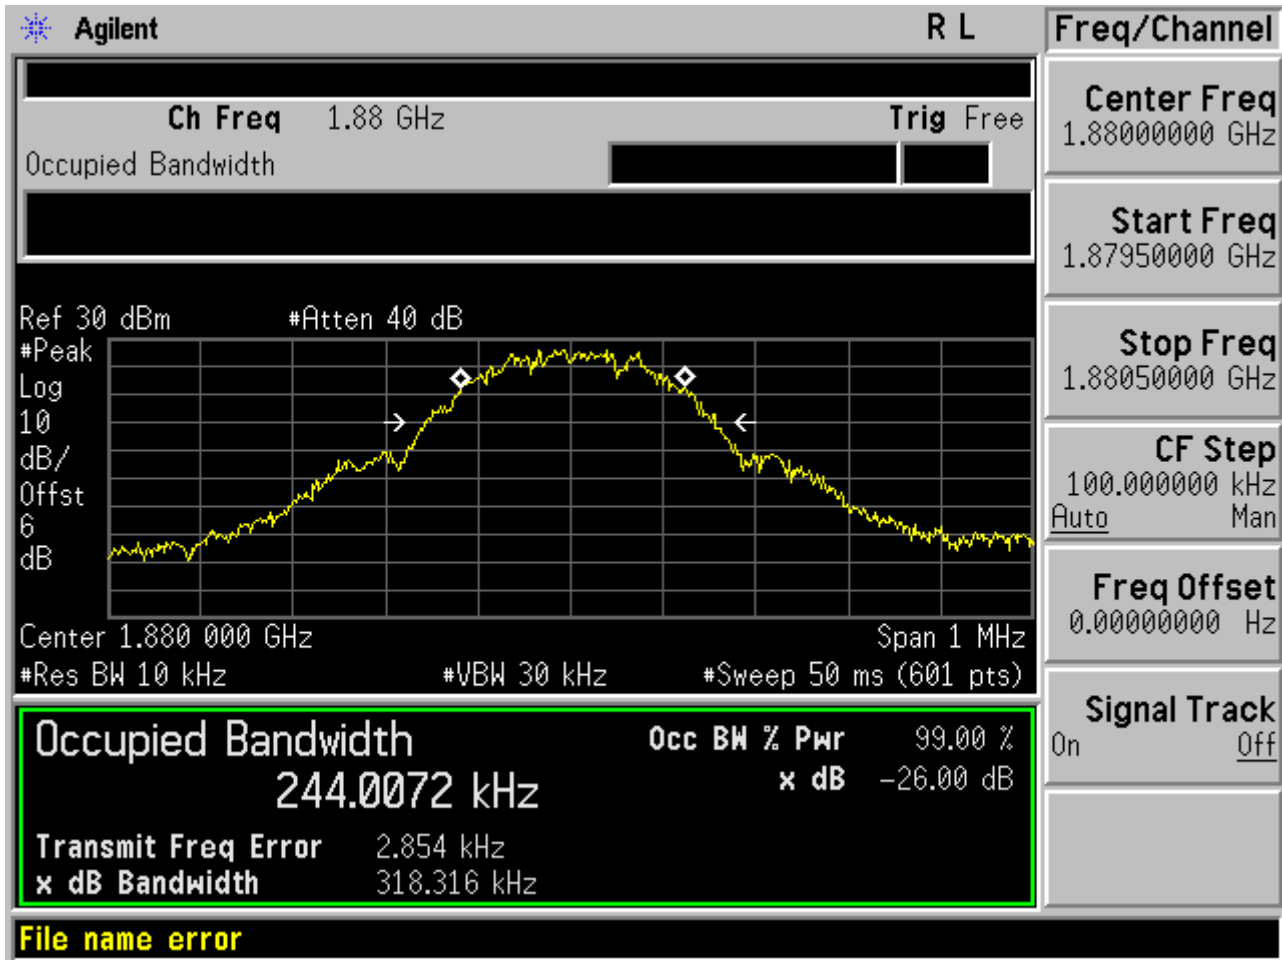 Agilent R L
Freq/Channel
Ch Freq 1.88 GHz Trig Free
Occupied Bandwidth
Center Freq
1.88000000 GHz
Start Freq
1.87950000 GHz
Stop Freq
1.88050000 GHz
CF Step
100.000000 kHz
Auto Man
Freq Offset
0.00000000 Hz
Signal Track
On Off
Ref 30 dBm #Atten 40 dB
#Peak
Log
10
dB/
Offst
6
dB
Center 1.880 000 GHz Span 1 MHz
#Res BW 10 kHz #VBW 30 kHz #Sweep 50 ms (601 pts)
Occupied Bandwidth
244.0072 kHz
Occ BW % Pwr 99.00 %
x dB -26.00 dB
Transmit Freq Error 2.854 kHz
x dB Bandwidth 318.316 kHz
File name error